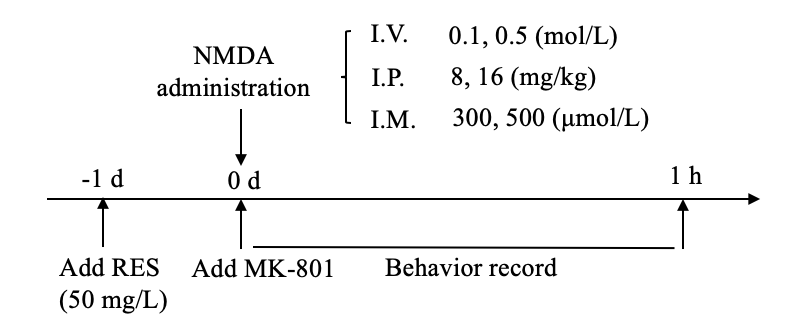 NMDA
administration
I.V. 0.1, 0.5 (mol/L)
I.P. 8, 16 (mg/kg)
I.M. 300, 500 (μmol/L)
-1 d
0 d
1 h
Add RES
(50 mg/L)
Add MK-801
Behavior record